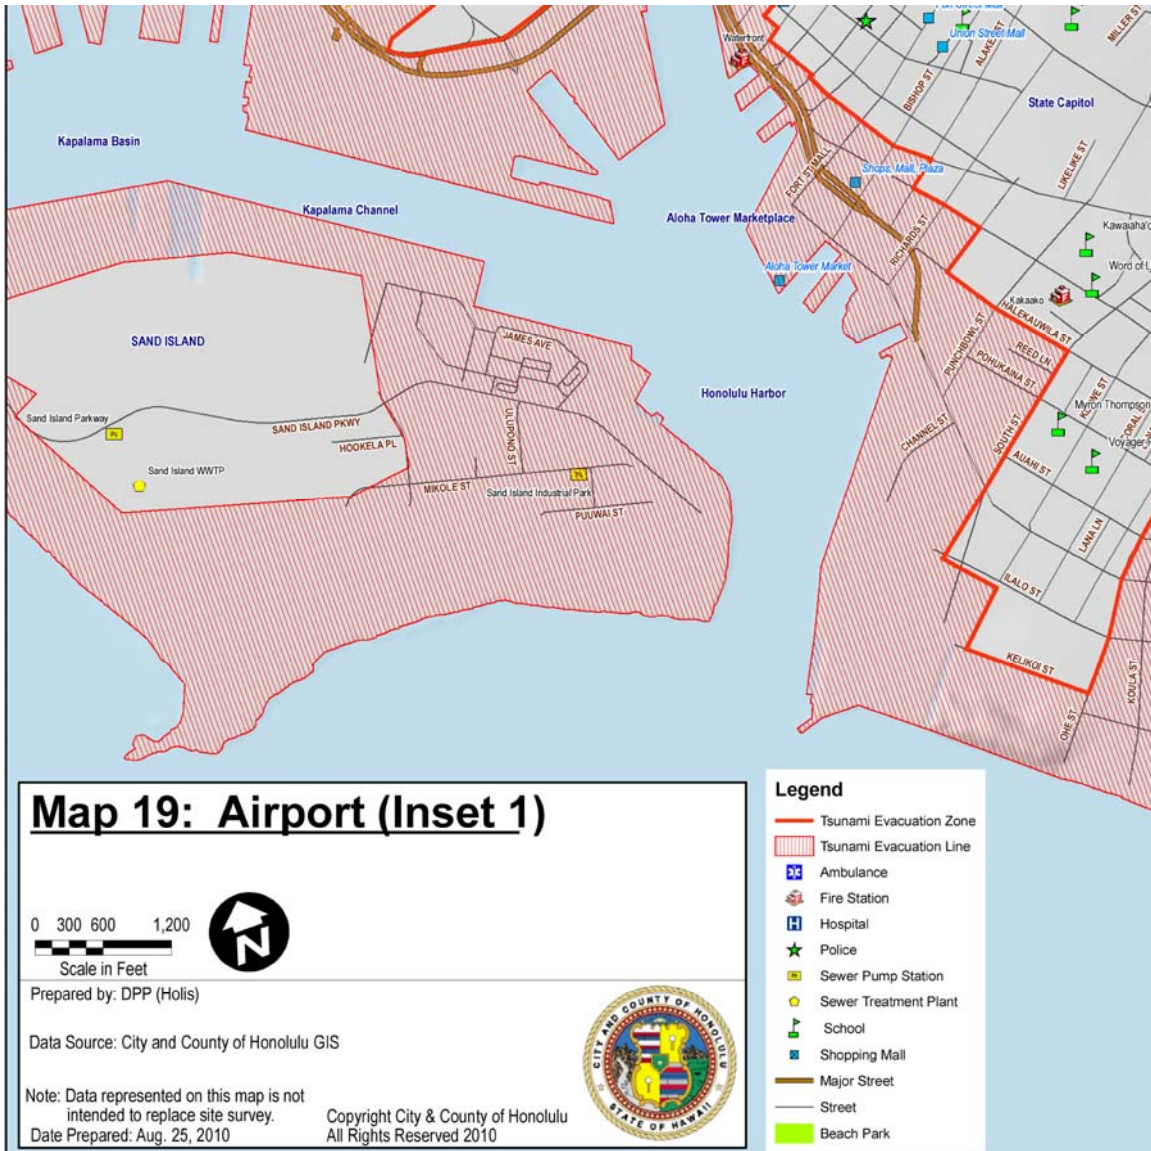 Waterfront
Union Street Mall
ALAKEA ST
MILLER ST
BISHOP ST
State Capitol
Kapalama Basin
LIKELIKE ST
FORT ST MALL
Shops, Mall, Plaza
Kapalama Channel
Aloha Tower Marketplace
RICHARDS ST
Kawaiaha'o
Aloha Tower Market
Word of L
Kakaako
HALEKAUWILA ST
SAND ISLAND
JAMES AVE
PUNCHBOWL ST
REED LN
POHUKAINA ST
Honolulu Harbor
Myron Thompson
Sand Island Parkway
SAND ISLAND PKWY
ULUPONO ST
CHANNEL ST
SOUTH ST
HOOKELA PL
Voyager
AUAHI ST
Sand Island WWTP
MIKOLE ST
Sand Island Industrial Park
PUUWAI ST
LANA LN
ILALO ST
KELIKOI ST
KOULA ST
OHE ST
Map 19: Airport (Inset 1)
0 300 600 1,200
Scale in Feet
N
Prepared by: DPP (Holis)
Data Source: City and County of Honolulu GIS
Note: Data represented on this map is not
intended to replace site survey.
Date Prepared: Aug. 25, 2010
Copyright City & County of Honolulu
All Rights Reserved 2010
CITY AND COUNTY OF HONOLULU
STATE OF HAWAII
Legend
Tsunami Evacuation Zone
Tsunami Evacuation Line
Ambulance
Fire Station
H Hospital
Police
Sewer Pump Station
Sewer Treatment Plant
School
Shopping Mall
Major Street
Street
Beach Park